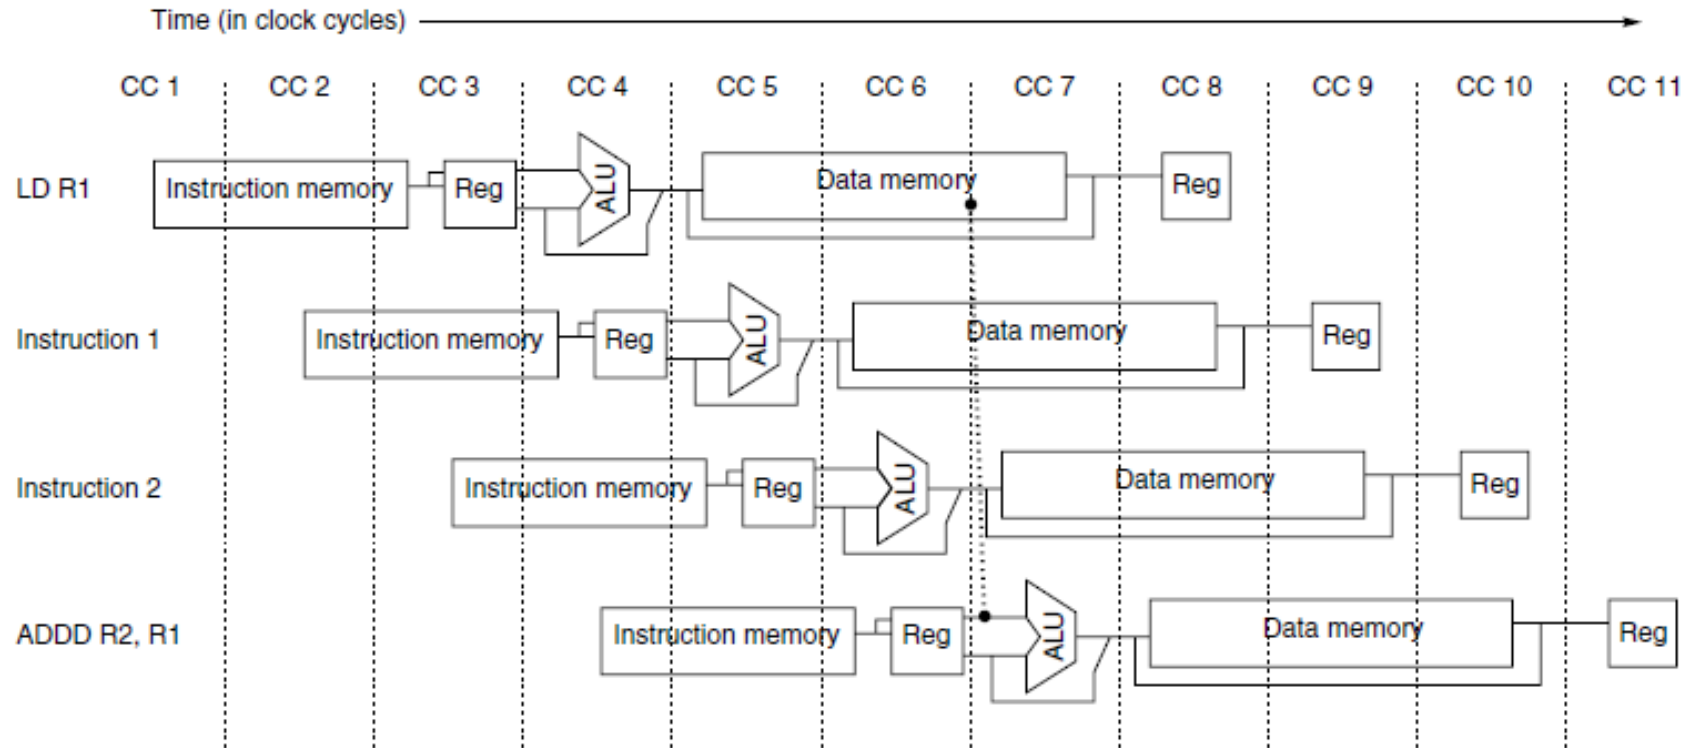 Time (in clock cycles)
CC 1 CC 2 CC 3 CC 4 CC 5 CC 6 CC 7 CC 8 CC 9 CC 10 CC 11
LD R1 Instruction memory Reg ALU Data memory Reg
Instruction 1 Instruction memory Reg ALU Data memory Reg
Instruction 2 Instruction memory Reg ALU Data memory Reg
ADDD R2, R1 Instruction memory Reg ALU Data memory Reg